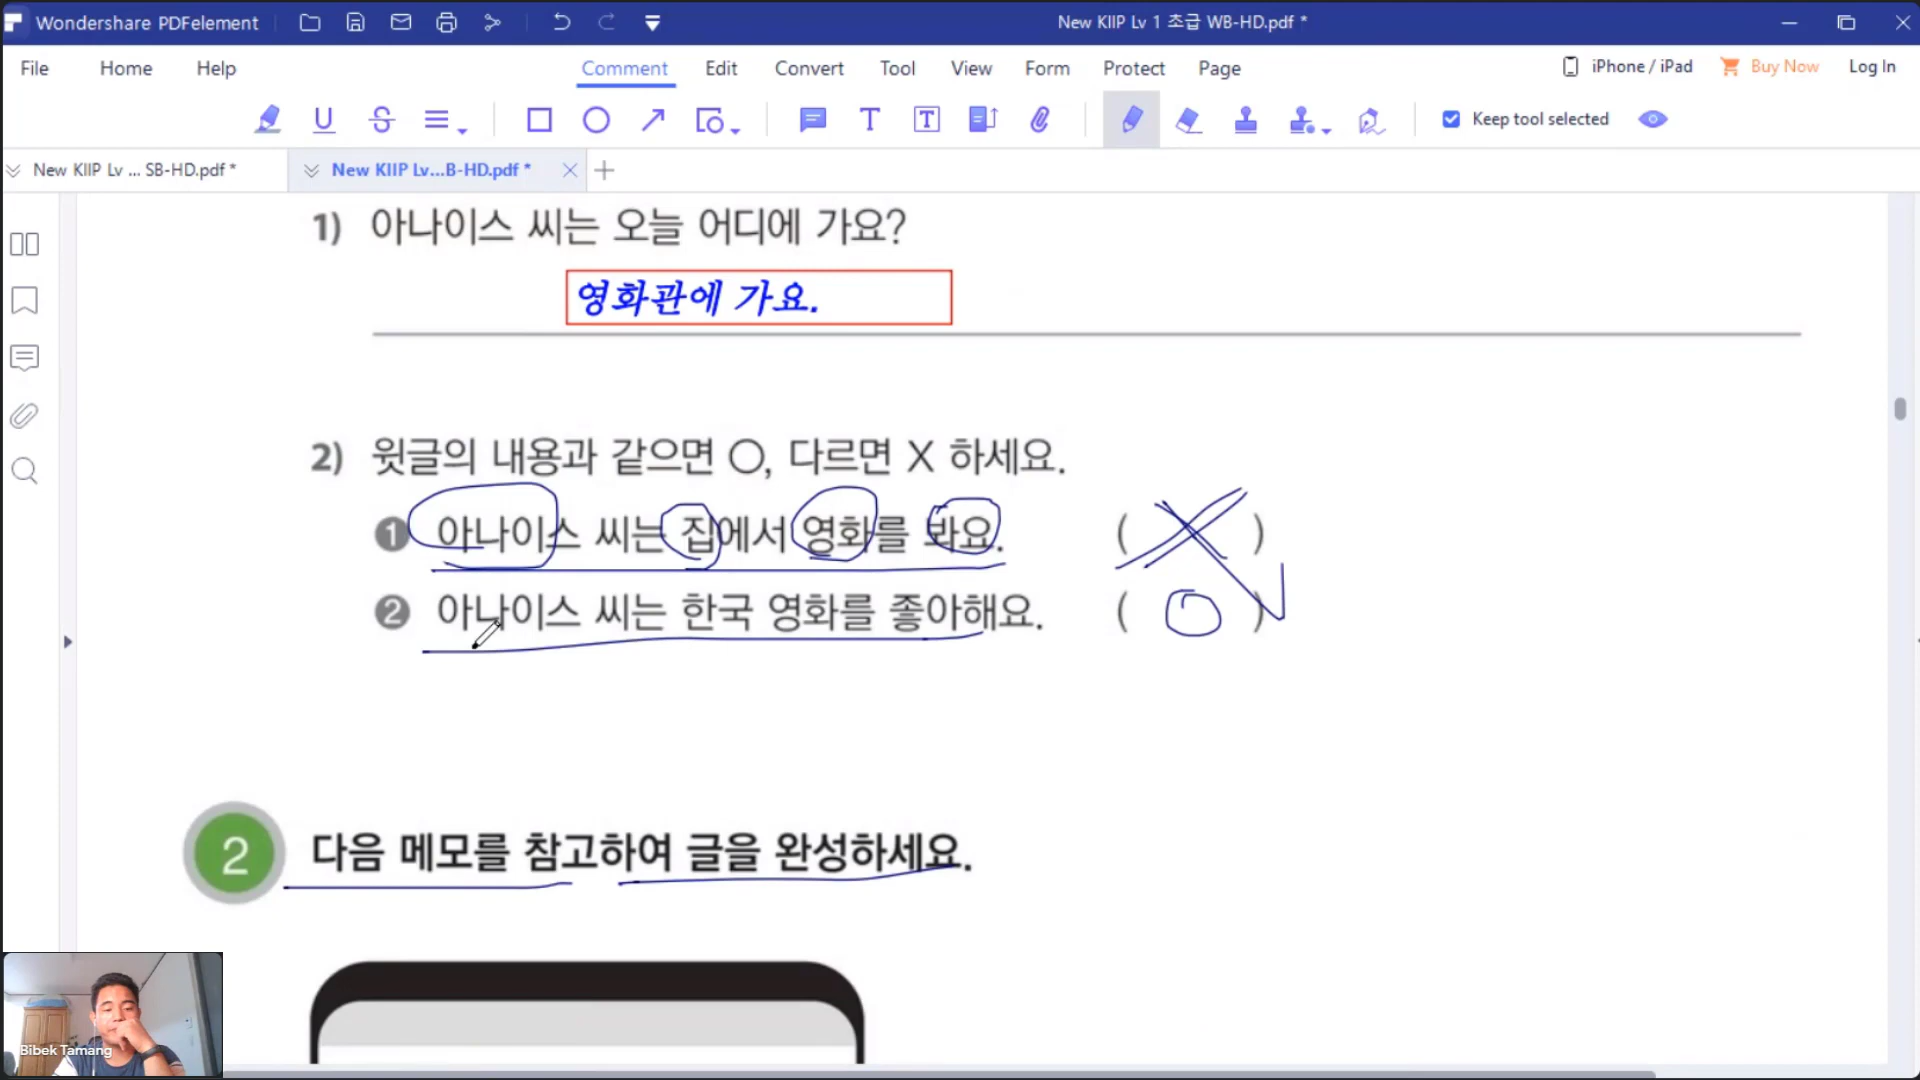 Wondershare PDFelement
New KIIP Lv 1 초급 WB-HD.pdf *
File Home Help Comment Edit Convert Tool View Form Protect Page iPhone / iPad Buy Now Log In
Keep tool selected
New KIIP Lv ... SB-HD.pdf *
New KIIP Lv...B-HD.pdf *
1) 아나이스 씨는 오늘 어디에 가요?
영화관에 가요.
2) 윗글의 내용과 같으면 ○, 다르면 X 하세요.
❶ 아나이스 씨는 집에서 영화를 봐요. ( X )
❷ 아나이스 씨는 한국 영화를 좋아해요. ( O )
2 다음 메모를 참고하여 글을 완성하세요.
Bibek Tamang